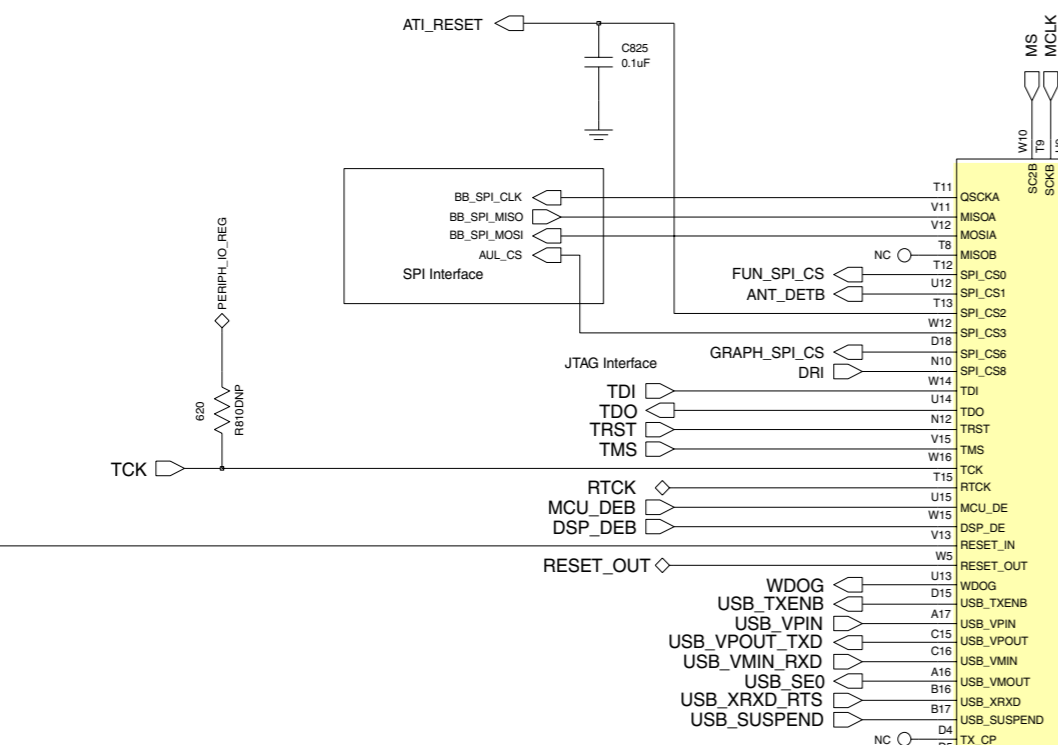 ATI_RESET
C825
0.1uF
MS
MCLK
W10
T9
SC2B
SCKB
BB_SPI_CLK
T11
QSCKA
BB_SPI_MISO
V11
MISOA
BB_SPI_MOSI
V12
MOSIA
AUL_CS
NC
T8
MISOB
SPI Interface
FUN_SPI_CS
T12
SPI_CS0
ANT_DETB
U12
SPI_CS1
T13
SPI_CS2
W12
SPI_CS3
GRAPH_SPI_CS
D18
SPI_CS6
JTAG Interface
DRI
N10
SPI_CS8
TDI
W14
TDI
TDO
U14
TDO
TRST
N12
TRST
TMS
V15
TMS
PERIPH_IO_REG
620
R810DNP
TCK
W16
TCK
RTCK
T15
RTCK
MCU_DEB
U15
MCU_DE
DSP_DEB
W15
DSP_DE
V13
RESET_IN
RESET_OUT
W5
RESET_OUT
WDOG
U13
WDOG
USB_TXENB
D15
USB_TXENB
USB_VPIN
A17
USB_VPIN
USB_VPOUT_TXD
C15
USB_VPOUT
USB_VMIN_RXD
C16
USB_VMIN
USB_SE0
A16
USB_VMOUT
USB_XRXD_RTS
B16
USB_XRXD
USB_SUSPEND
B17
USB_SUSPEND
NC
D4
TX_CP